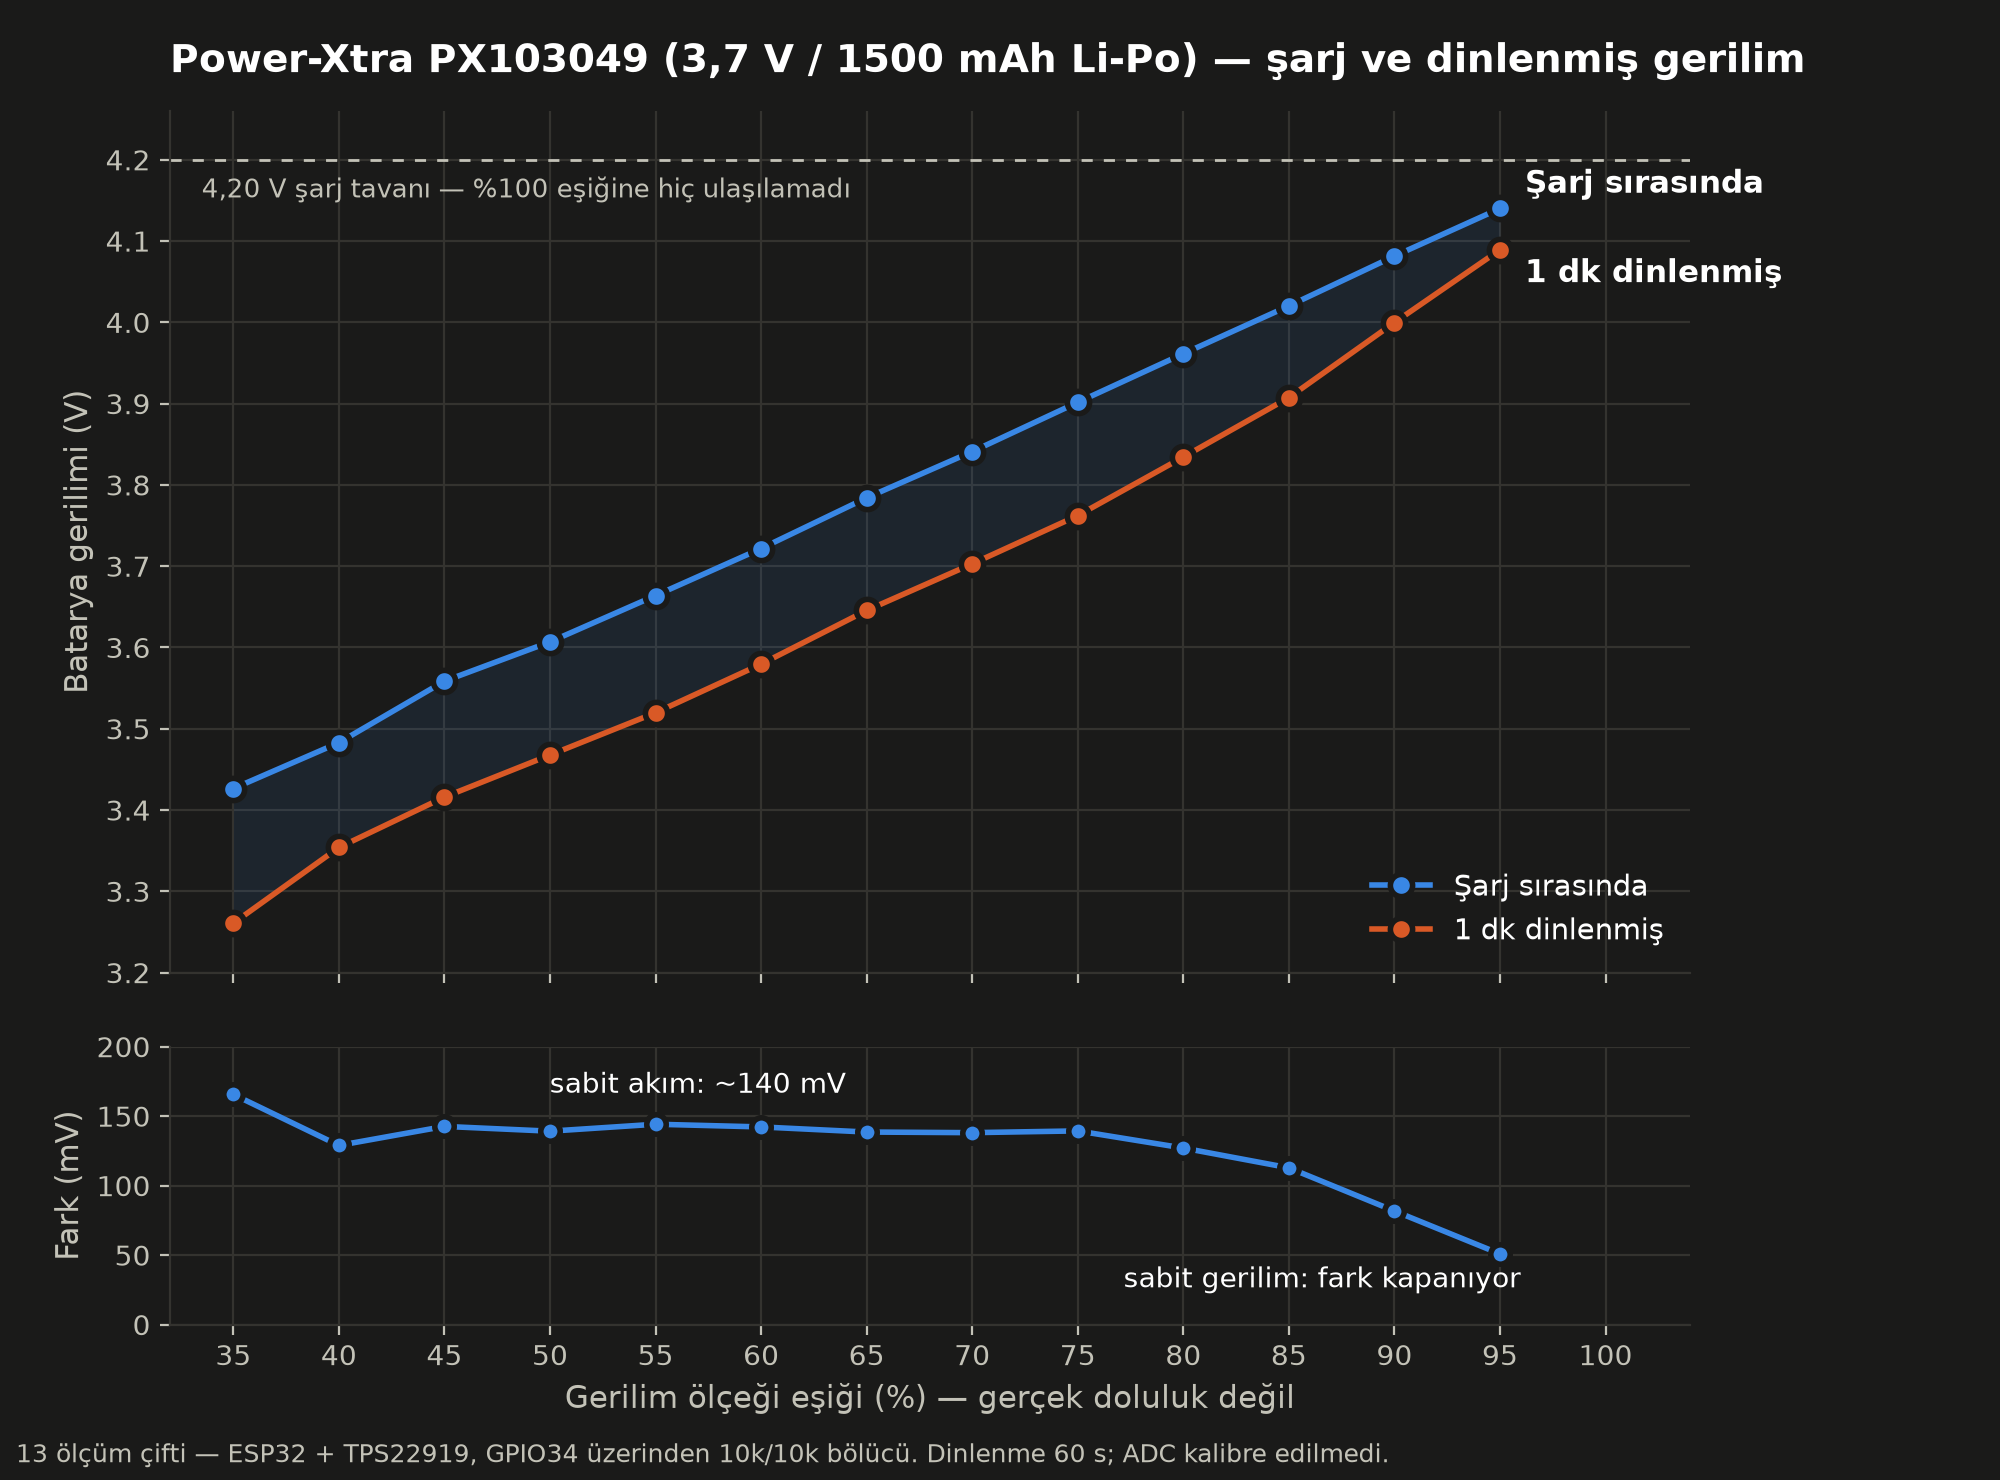 Power-Xtra PX103049 (3,7 V / 1500 mAh Li-Po) — şarj ve dinlenmiş gerilim
4.2
4,20 V şarj tavanı — %100 eşiğine hiç ulaşılamadı
Şarj sırasında
4.1
1 dk dinlenmiş
4.0
3.9
3.8
3.7
3.6
3.5
3.4
3.3
3.2
Batarya gerilimi (V)
Şarj sırasında
1 dk dinlenmiş
200
150
100
50
0
Fark (mV)
sabit akım: ~140 mV
sabit gerilim: fark kapanıyor
35 40 45 50 55 60 65 70 75 80 85 90 95 100
Gerilim ölçeği eşiği (%) — gerçek doluluk değil
13 ölçüm çifti — ESP32 + TPS22919, GPIO34 üzerinden 10k/10k bölücü. Dinlenme 60 s; ADC kalibre edilmedi.